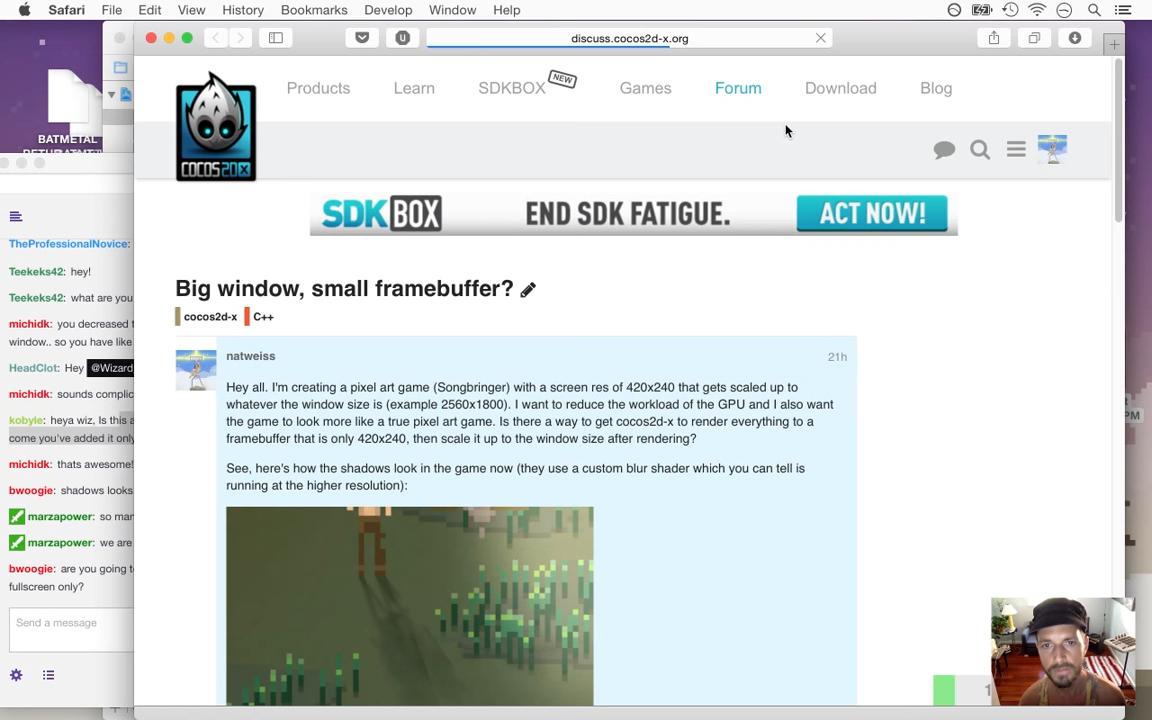 Safari File Edit View History Bookmarks Develop Window Help
discuss.cocos2d-x.org
BATMETAL
Products Learn SDKBOX NEW Games Forum Download Blog
COCOS2DX
SDKBOX END SDK FATIGUE. ACT NOW!
TheProfessionalNovice:
Teekeks42: hey!
Teekeks42: what are you
michidk: you decreased t
window.. so you have like
HeadClot: Hey @Wizard
michidk: sounds complic
kobyle: heya wiz, Is this a
come you've added it only
michidk: thats awesome!
bwoogie: shadows looks
marzapower: so mar
marzapower: we are
bwoogie: are you going to
fullscreen only?
Send a message
Big window, small framebuffer?
cocos2d-x C++
natweiss 21h
Hey all. I'm creating a pixel art game (Songbringer) with a screen res of 420x240 that gets scaled up to
whatever the window size is (example 2560x1800). I want to reduce the workload of the GPU and I also want
the game to look more like a true pixel art game. Is there a way to get cocos2d-x to render everything to a
framebuffer that is only 420x240, then scale it up to the window size after rendering?
See, here's how the shadows look in the game now (they use a custom blur shader which you can tell is
running at the higher resolution):
PM
1